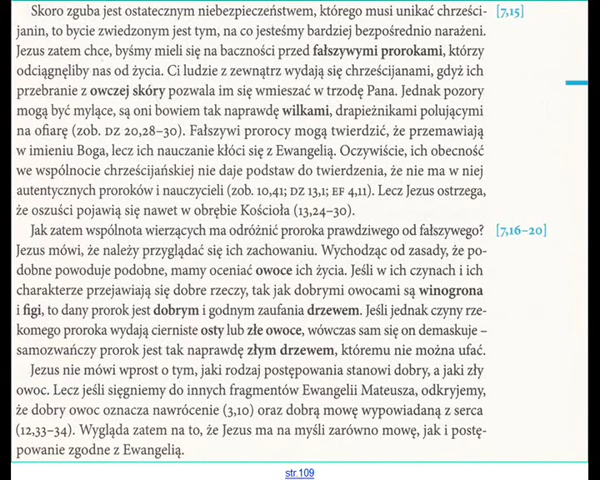 Skoro zguba jest ostatecznym niebezpieczeństwem, którego musi unikać chrześci- [7,15]
janin, to bycie zwiedzonym jest tym, na co jesteśmy bardziej bezpośrednio narażeni.
Jezus zatem chce, byśmy mieli się na baczności przed fałszywymi prorokami, którzy
odciągnęliby nas od życia. Ci ludzie z zewnątrz wydają się chrześcijanami, gdyż ich
przebranie z owczej skóry pozwala im się wmieszać w trzodę Pana. Jednak pozory
mogą być mylące, są oni bowiem tak naprawdę wilkami, drapieżnikami polującymi
na ofiarę (zob. DZ 20,28–30). Fałszywi prorocy mogą twierdzić, że przemawiają
w imieniu Boga, lecz ich nauczanie kłóci się z Ewangelią. Oczywiście, ich obecność
we wspólnocie chrześcijańskiej nie daje podstaw do twierdzenia, że nie ma w niej
autentycznych proroków i nauczycieli (zob. 10,41; DZ 13,1; EF 4,11). Lecz Jezus ostrzega,
że oszuści pojawią się nawet w obrębie Kościoła (13,24–30).
Jak zatem wspólnota wierzących ma odróżnić proroka prawdziwego od fałszywego? [7,16–20]
Jezus mówi, że należy przyglądać się ich zachowaniu. Wychodząc od zasady, że po-
dobne powoduje podobne, mamy oceniać owoce ich życia. Jeśli w ich czynach i ich
charakterze przejawiają się dobre rzeczy, tak jak dobrymi owocami są winogrona
i figi, to dany prorok jest dobrym i godnym zaufania drzewem. Jeśli jednak czyny rze-
komego proroka wydają cierniste osty lub złe owoce, wówczas sam się on demaskuje –
samozwańczy prorok jest tak naprawdę złym drzewem, któremu nie można ufać.
Jezus nie mówi wprost o tym, jaki rodzaj postępowania stanowi dobry, a jaki zły
owoc. Lecz jeśli sięgniemy do innych fragmentów Ewangelii Mateusza, odkryjemy,
że dobry owoc oznacza nawrócenie (3,10) oraz dobrą mowę wypowiadaną z serca
(12,33–34). Wygląda zatem na to, że Jezus ma na myśli zarówno mowę, jak i postę-
powanie zgodne z Ewangelią.
str.109